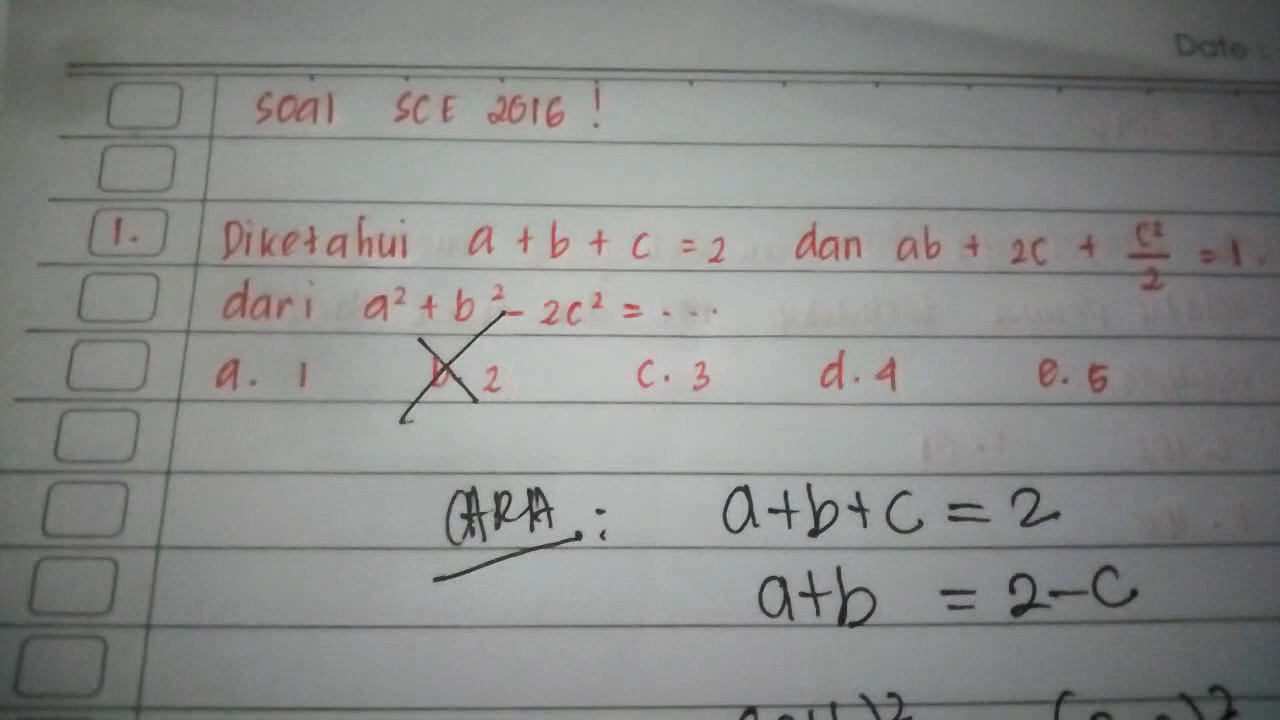 Date :
Soal SCE 2016 !
1. Diketahui a + b + c = 2 dan ab + 2c + c²/2 = 1.
dari a² + b² - 2c² = ...
a. 1 b. 2 c. 3 d. 4 e. 5
CARA : a+b+c = 2
a+b = 2-c